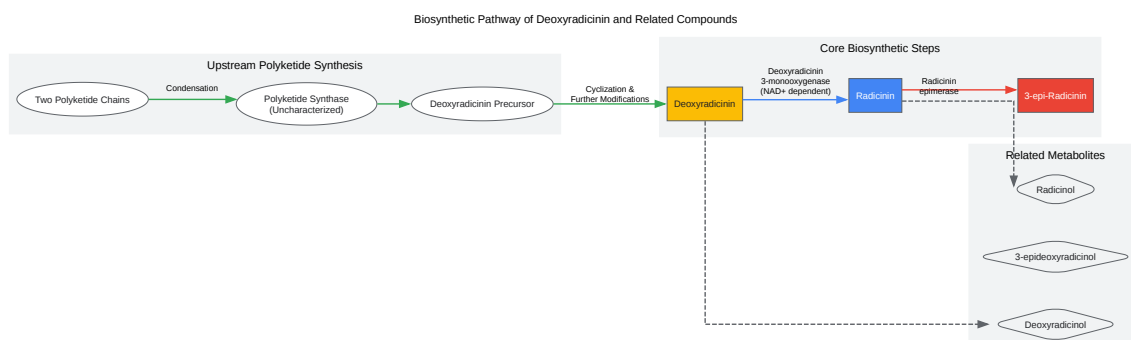 Biosynthetic Pathway of Deoxyradicinin and Related Compounds
Upstream Polyketide Synthesis
Two Polyketide Chains
Condensation
Polyketide Synthase
(Uncharacterized)
Deoxyradicinin Precursor
Cyclization &
Further Modifications
Core Biosynthetic Steps
Deoxyradicinin
Deoxyradicinin
3-monooxygenase
(NAD+ dependent)
Radicinin
Radicinin
epimerase
3-epi-Radicinin
Related Metabolites
Radicinol
3-epideoxyradicinol
Deoxyradicinol